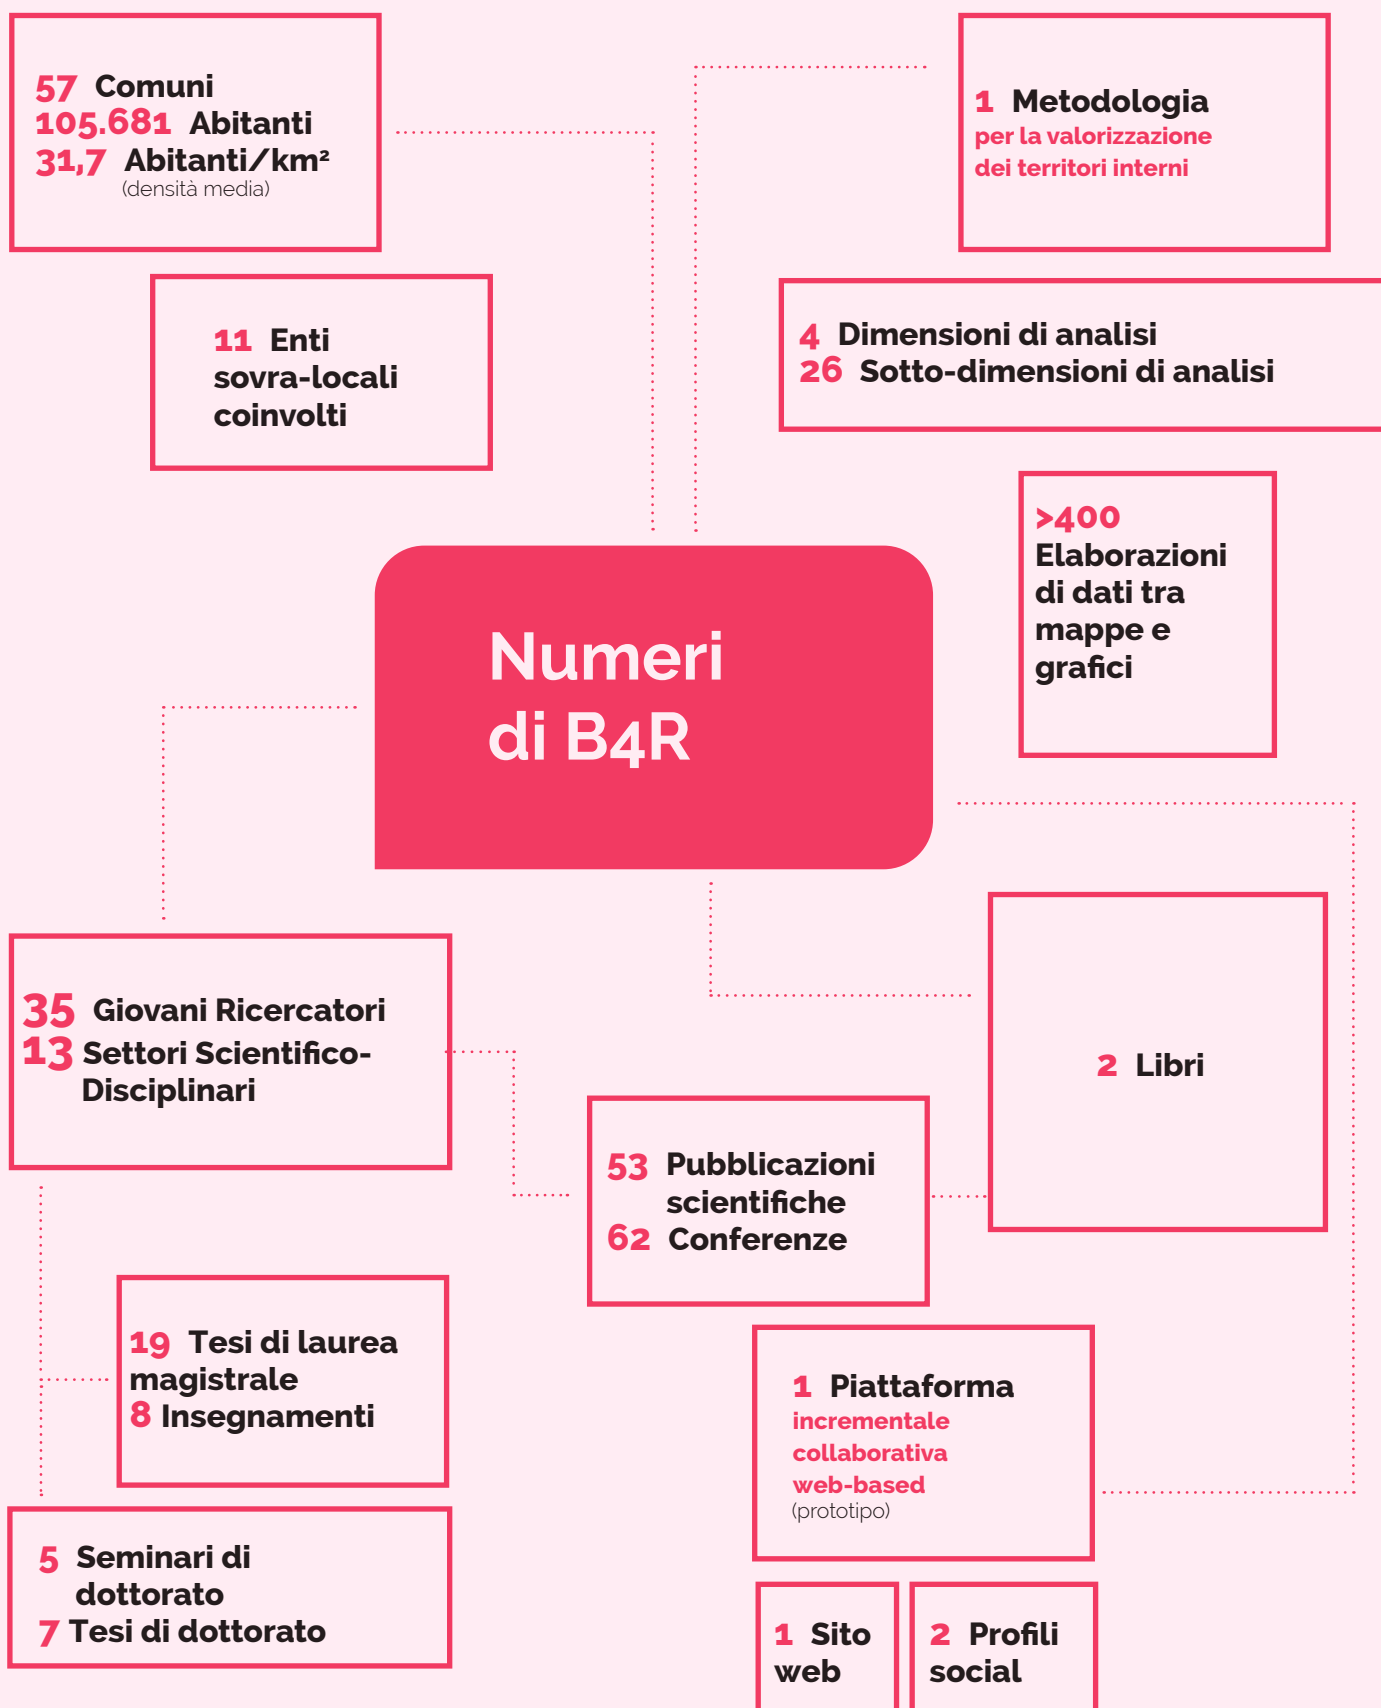 57 Comuni
105.681 Abitanti
31,7 Abitanti/km²
(densità media)
11 Enti
sovra-locali
coinvolti
1 Metodologia
per la valorizzazione
dei territori interni
4 Dimensioni di analisi
26 Sotto-dimensioni di analisi
>400
Elaborazioni
di dati tra
mappe e
grafici
Numeri
di B4R
35 Giovani Ricercatori
13 Settori Scientifico-
Disciplinari
2 Libri
53 Pubblicazioni
scientifiche
62 Conferenze
19 Tesi di laurea
magistrale
8 Insegnamenti
5 Seminari di
dottorato
7 Tesi di dottorato
1 Piattaforma
incrementale
collaborativa
web-based
(prototipo)
1 Sito
web
2 Profili
social